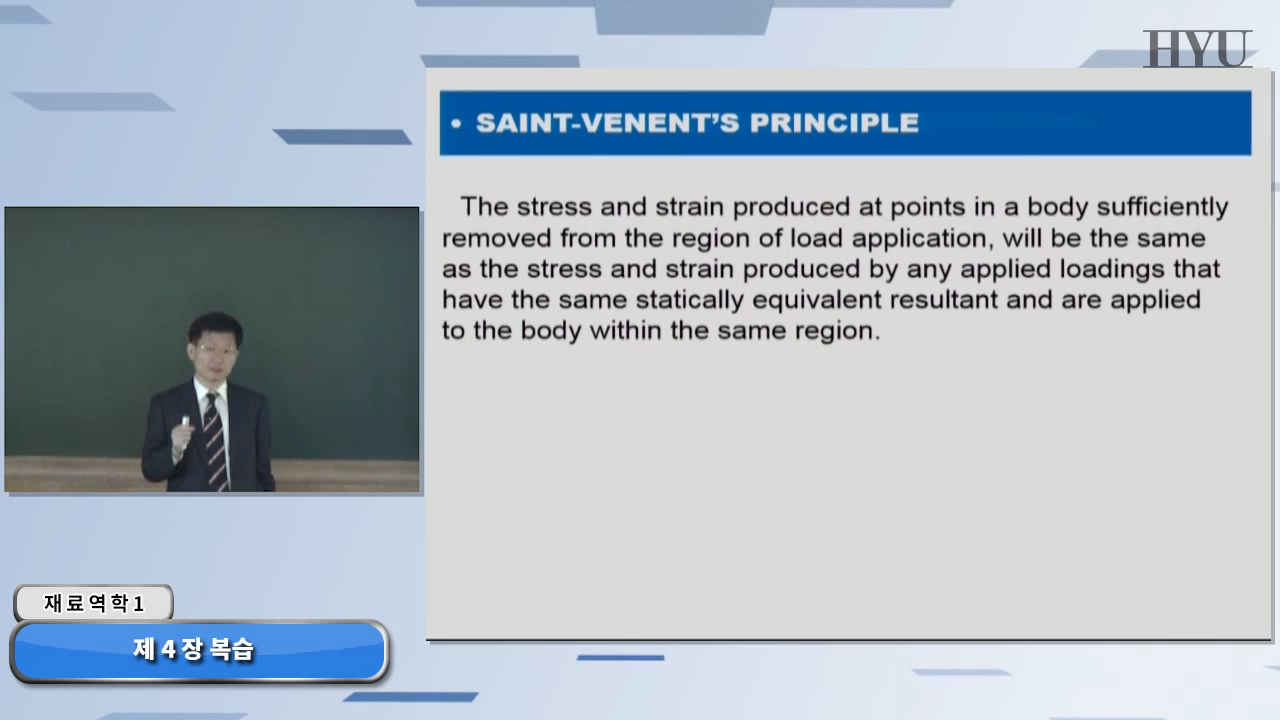 HYU
• SAINT-VENENT'S PRINCIPLE
The stress and strain produced at points in a body sufficiently
removed from the region of load application, will be the same
as the stress and strain produced by any applied loadings that
have the same statically equivalent resultant and are applied
to the body within the same region.
재료역학1
제 4 장 복습